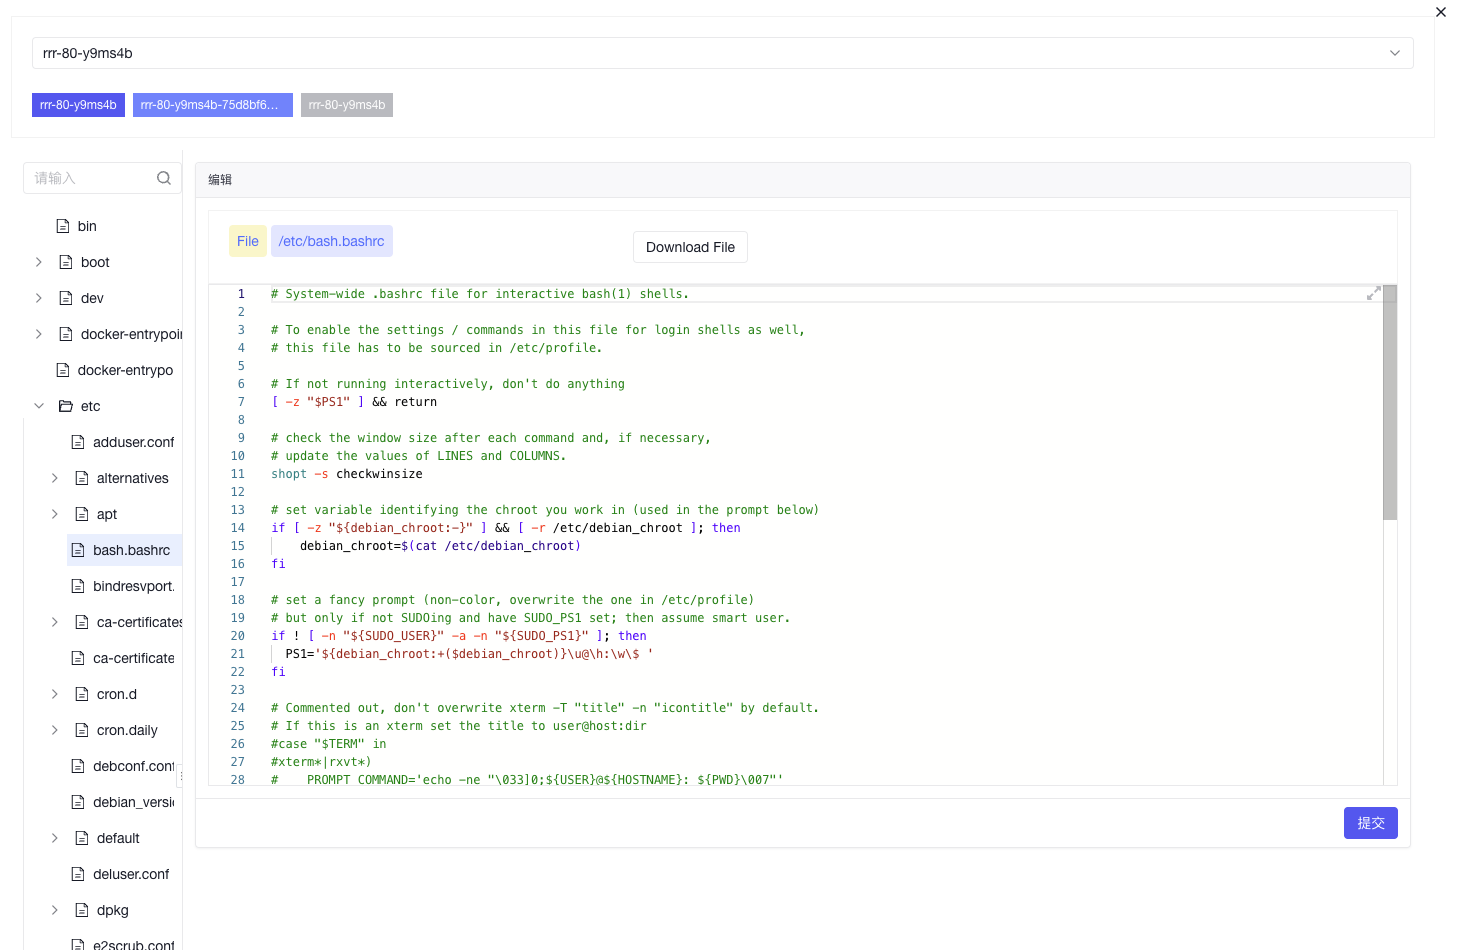 rrr-80-y9ms4b
rrr-80-y9ms4b rrr-80-y9ms4b-75d8bf6... rrr-80-y9ms4b
请输入
bin
boot
dev
docker-entrypoin
docker-entrypo
etc
adduser.conf
alternatives
apt
bash.bashrc
bindresvport.
ca-certificates
ca-certificate
cron.d
cron.daily
debconf.conf
debian_versi
default
deluser.conf
dpkg
e2scrub.conf
编辑
File /etc/bash.bashrc Download File
1 # System-wide .bashrc file for interactive bash(1) shells.
2
3 # To enable the settings / commands in this file for login shells as well,
4 # this file has to be sourced in /etc/profile.
5
6 # If not running interactively, don't do anything
7 [ -z "$PS1" ] && return
8
9 # check the window size after each command and, if necessary,
10 # update the values of LINES and COLUMNS.
11 shopt -s checkwinsize
12
13 # set variable identifying the chroot you work in (used in the prompt below)
14 if [ -z "${debian_chroot:-}" ] && [ -r /etc/debian_chroot ]; then
15     debian_chroot=$(cat /etc/debian_chroot)
16 fi
17
18 # set a fancy prompt (non-color, overwrite the one in /etc/profile)
19 # but only if not SUDOing and have SUDO_PS1 set; then assume smart user.
20 if ! [ -n "${SUDO_USER}" -a -n "${SUDO_PS1}" ]; then
21   PS1='${debian_chroot:+($debian_chroot)}\u@\h:\w\$ '
22 fi
23
24 # Commented out, don't overwrite xterm -T "title" -n "icontitle" by default.
25 # If this is an xterm set the title to user@host:dir
26 #case "$TERM" in
27 #xterm*|rxvt*)
28 #    PROMPT_COMMAND='echo -ne "\033]0;${USER}@${HOSTNAME}: ${PWD}\007"'
提交